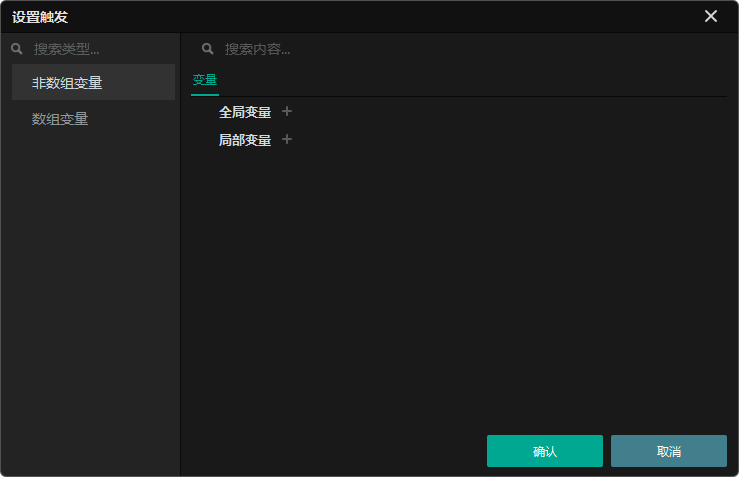 设置触发
搜索类型...
非数组变量
数组变量
搜索内容...
变量
全局变量
局部变量
确认
取消